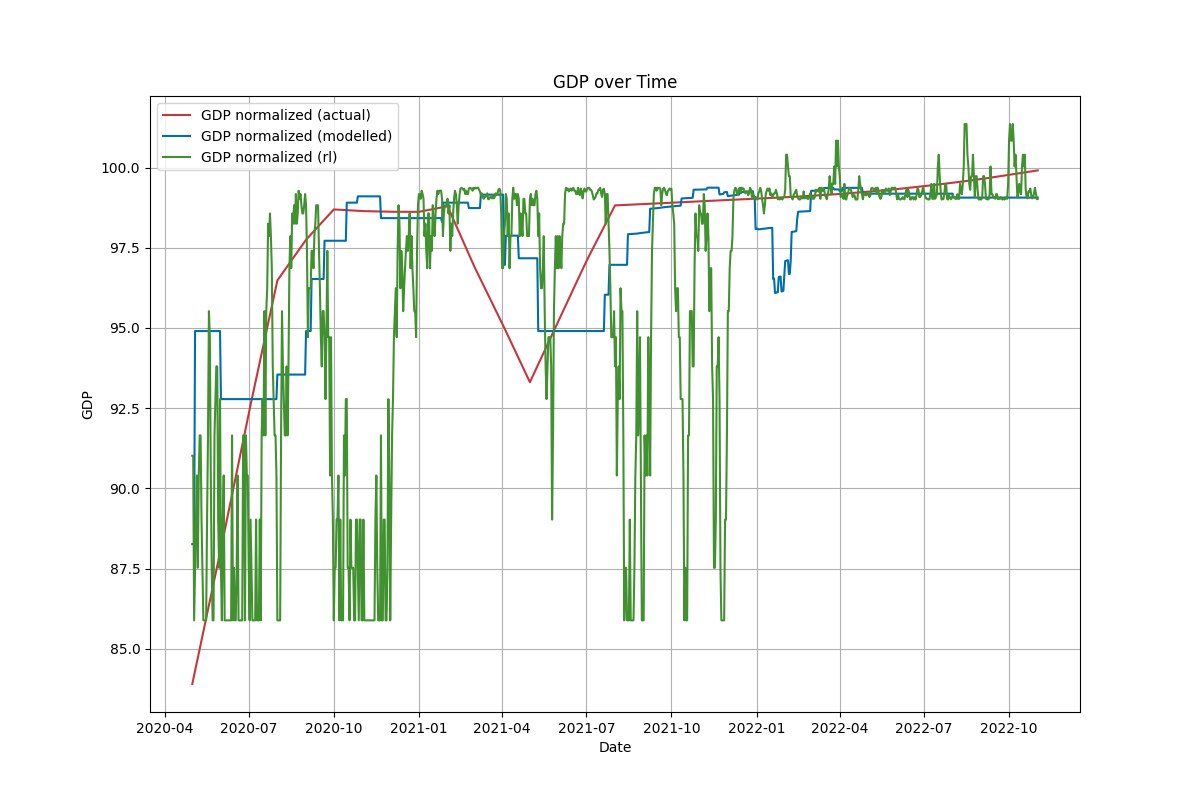 GDP over Time
GDP normalized (actual)
GDP normalized (modelled)
GDP normalized (rl)
100.0
97.5
95.0
92.5
90.0
87.5
85.0
GDP
2020-04 2020-07 2020-10 2021-01 2021-04 2021-07 2021-10 2022-01 2022-04 2022-07 2022-10
Date